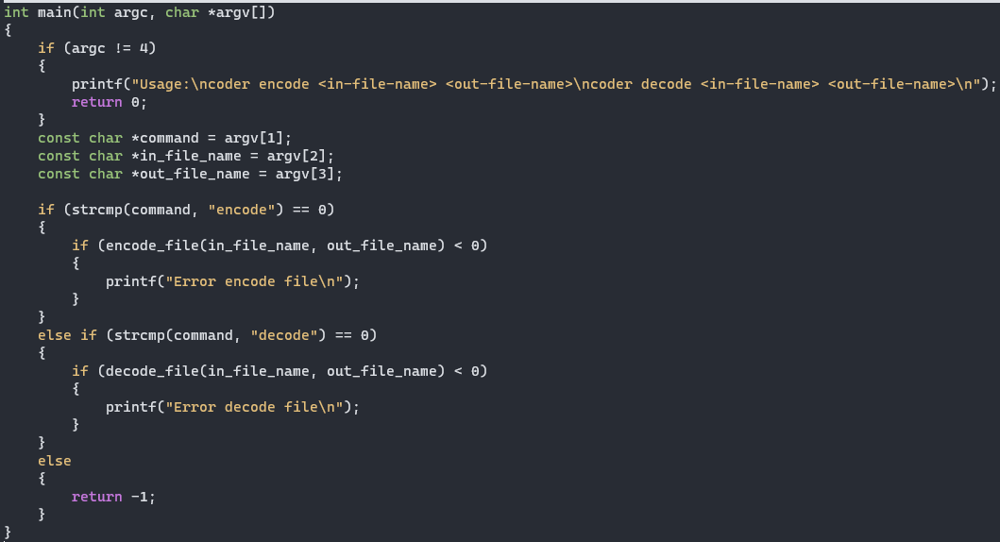 int main(int argc, char *argv[])
{
    if (argc != 4)
    {
        printf("Usage:\ncoder encode <in-file-name> <out-file-name>\ncoder decode <in-file-name> <out-file-name>\n");
        return 0;
    }
    const char *command = argv[1];
    const char *in_file_name = argv[2];
    const char *out_file_name = argv[3];

    if (strcmp(command, "encode") == 0)
    {
        if (encode_file(in_file_name, out_file_name) < 0)
        {
            printf("Error encode file\n");
        }
    }
    else if (strcmp(command, "decode") == 0)
    {
        if (decode_file(in_file_name, out_file_name) < 0)
        {
            printf("Error decode file\n");
        }
    }
    else
    {
        return -1;
    }
}